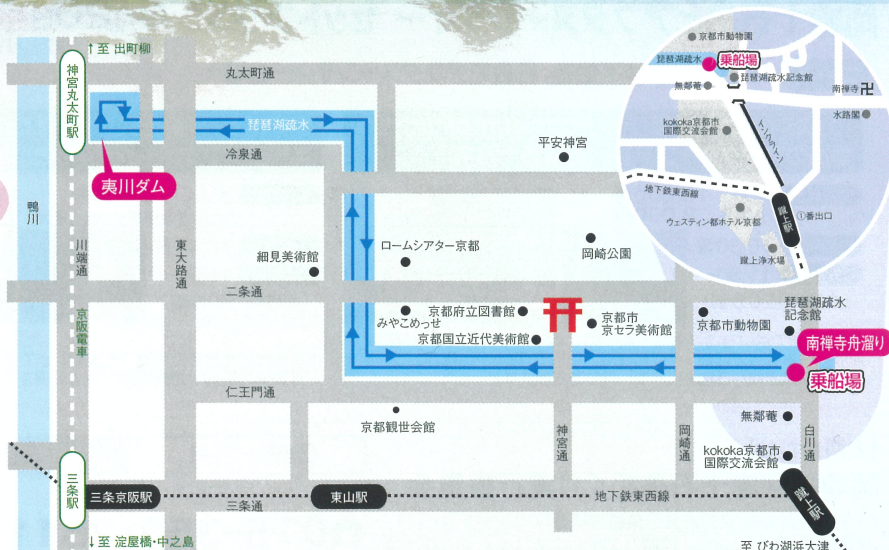 ↑至 出町柳
神宮丸太町駅
丸太町通
琵琶湖疏水
冷泉通
夷川ダム
平安神宮
鴨川
川端通
東大路通
京阪電車
細見美術館
ロームシアター京都
岡崎公園
二条通
みやこめっせ
京都府立図書館
京都国立近代美術館
京都市
京セラ美術館
京都市動物園
琵琶湖疏水
記念館
南禅寺舟溜り
乗船場
仁王門通
京都観世会館
神宮通
岡崎通
白川通
無鄰菴
kokoka京都市
国際交流会館
三条駅
三条京阪駅
東山駅
地下鉄東西線
三条通
蹴上駅
↓至 淀屋橋・中之島
至 びわ湖浜大津
京都市動物園
琵琶湖疏水
乗船場
琵琶湖疏水記念館
無鄰菴
南禅寺卍
水路閣
kokoka京都市
国際交流会館
インクライン
地下鉄東西線
蹴上駅
①番出口
ウェスティン都ホテル京都
蹴上浄水場